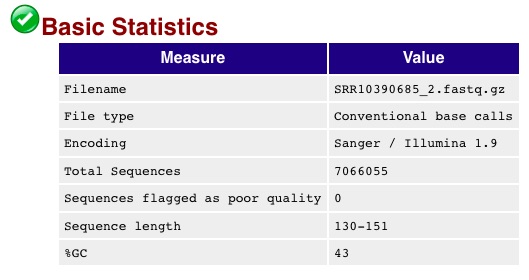 Basic Statistics
Measure Value
Filename SRR10390685_2.fastq.gz
File type Conventional base calls
Encoding Sanger / Illumina 1.9
Total Sequences 7066055
Sequences flagged as poor quality 0
Sequence length 130-151
%GC 43